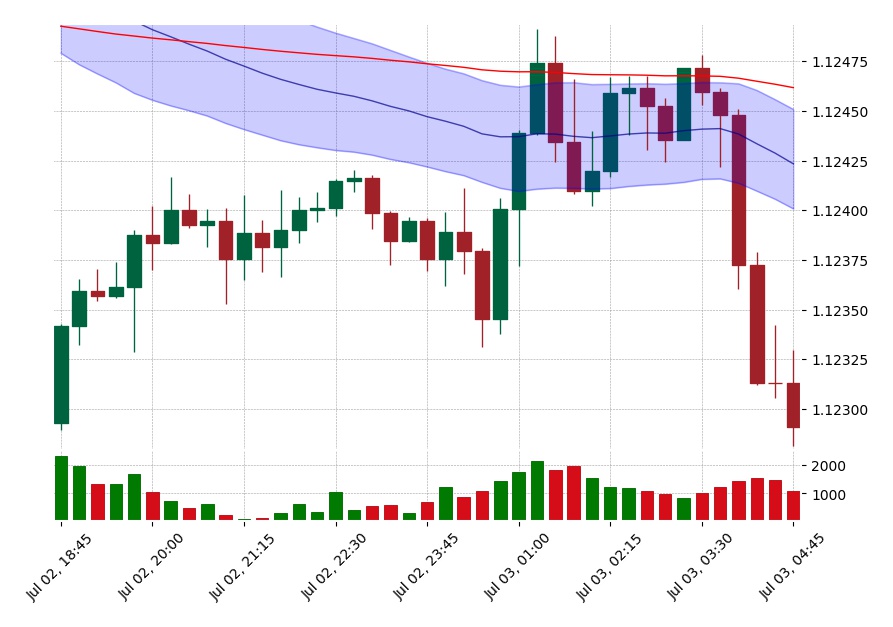 1.12475
1.12450
1.12425
1.12400
1.12375
1.12350
1.12325
1.12300
2000
1000
Jul 02, 18:45
Jul 02, 20:00
Jul 02, 21:15
Jul 02, 22:30
Jul 02, 23:45
Jul 03, 01:00
Jul 03, 02:15
Jul 03, 03:30
Jul 03, 04:45